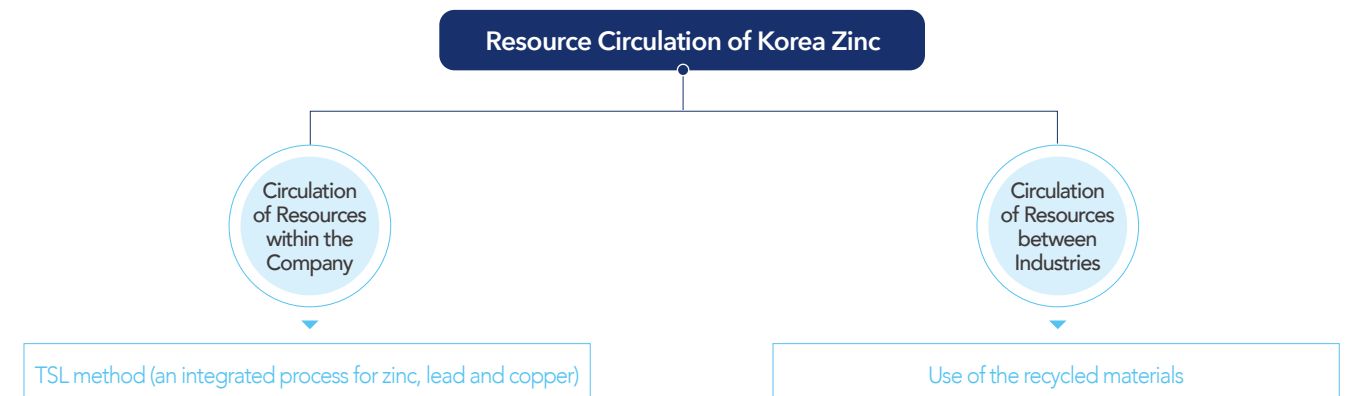 Resource Circulation of Korea Zinc
Circulation
of Resources
within the
Company
Circulation
of Resources
between
Industries
TSL method (an integrated process for zinc, lead and copper)
Use of the recycled materials